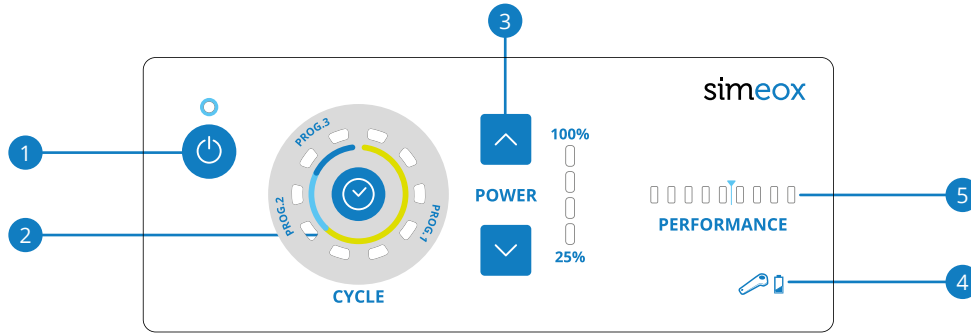 3
simeox
1
PROG.3
100%
POWER
5
PROG.2
PROG.1
PERFORMANCE
2
25%
4
CYCLE